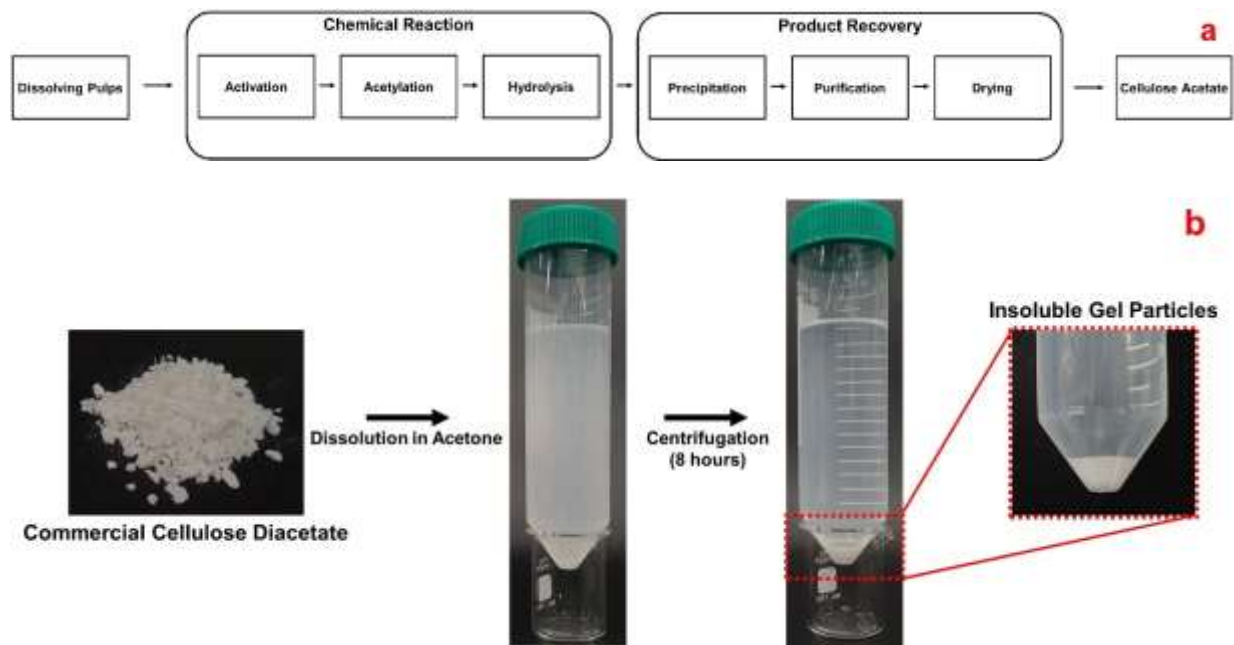 Chemical Reaction
Product Recovery
a
Dissolving Pulps
Activation
Acetylation
Hydrolysis
Precipitation
Purification
Drying
Cellulose Acetate
b
Insoluble Gel Particles
Dissolution in Acetone
Centrifugation
(8 hours)
Commercial Cellulose Diacetate